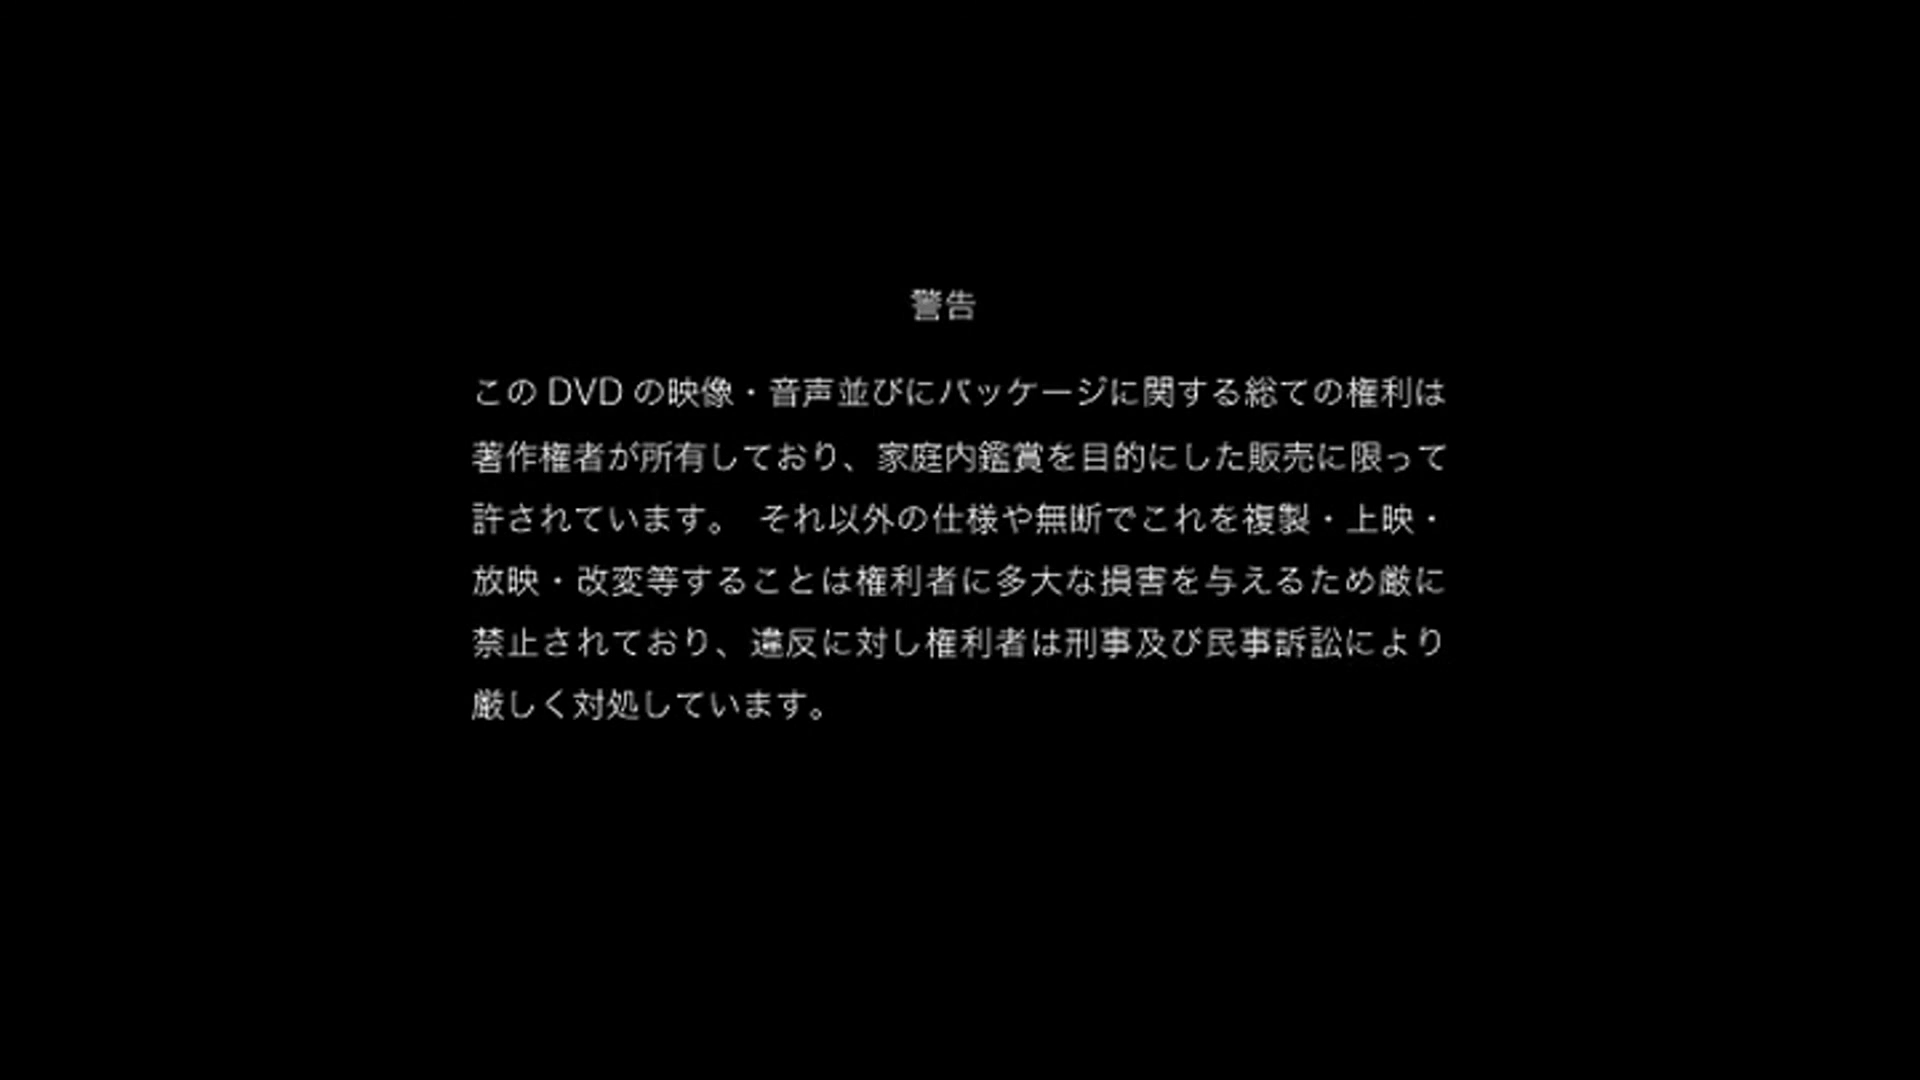 警告
この DVD の映像・音声並びにパッケージに関する総ての権利は
著作権者が所有しており、家庭内鑑賞を目的にした販売に限って
許されています。 それ以外の仕様や無断でこれを複製・上映・
放映・改変等することは権利者に多大な損害を与えるため厳に
禁止されており、違反に対し権利者は刑事及び民事訴訟により
厳しく対処しています。